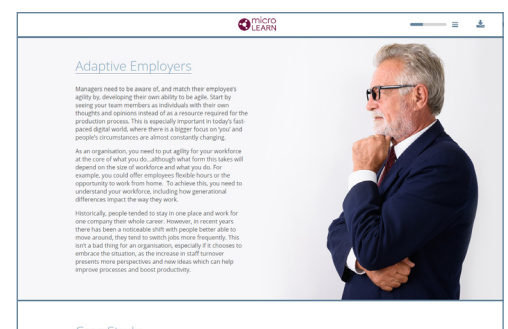 micro
LEARN
Adaptive Employers
Managers need to be aware of, and match their employee's
agility by, developing their own ability to be agile. Start by
seeing your team members as individuals with their own
thoughts and opinions instead of as a resource required for the
production process. This is especially important in today's fast-
paced digital world, where there is a bigger focus on 'you' and
people's circumstances are almost constantly changing.
As an organisation, you need to put agility for your workforce
at the core of what you do...although what form this takes will
depend on the size of workforce and what you do. For
example, you could offer employees flexible hours or the
opportunity to work from home. To achieve this, you need to
understand your workforce, including how generational
differences impact the way they work.
Historically, people tended to stay in one place and work for
one company their whole career. However, in recent years
there has been a noticeable shift with people better able to
move around, they tend to switch jobs more frequently. This
isn't a bad thing for an organisation, especially if it chooses to
embrace the situation, as the increase in staff turnover
presents more perspectives and new ideas which can help
improve processes and boost productivity.